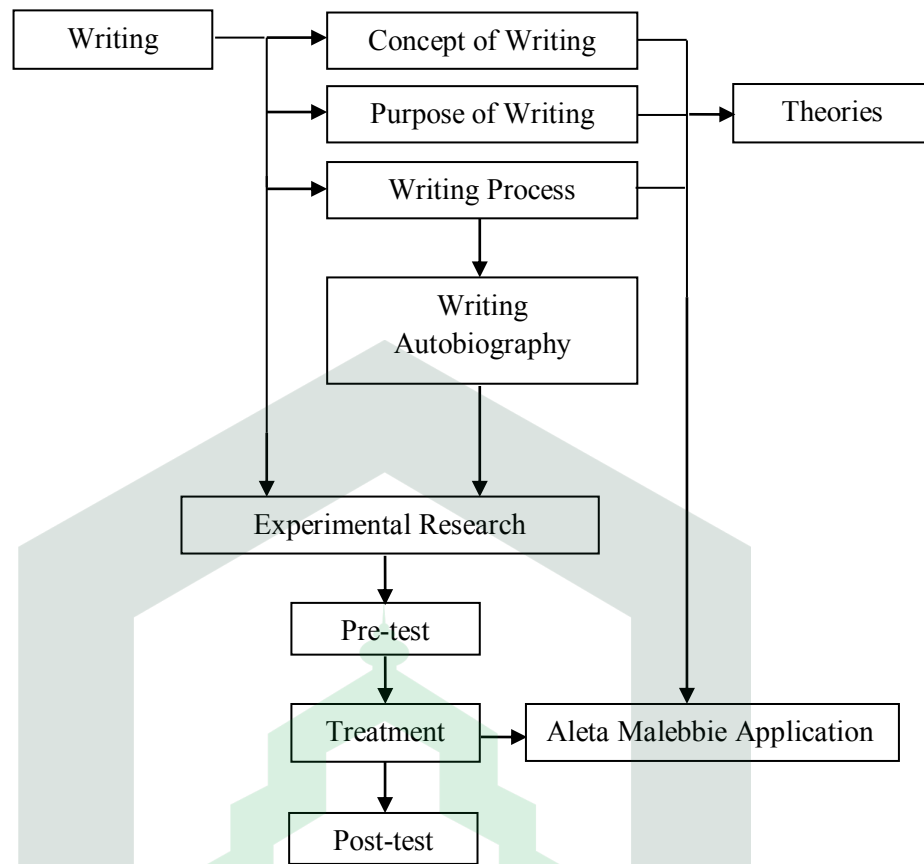 Writing
Concept of Writing
Purpose of Writing
Theories
Writing Process
Writing
Autobiography
Experimental Research
Pre-test
Treatment
Aleta Malebbie Application
Post-test